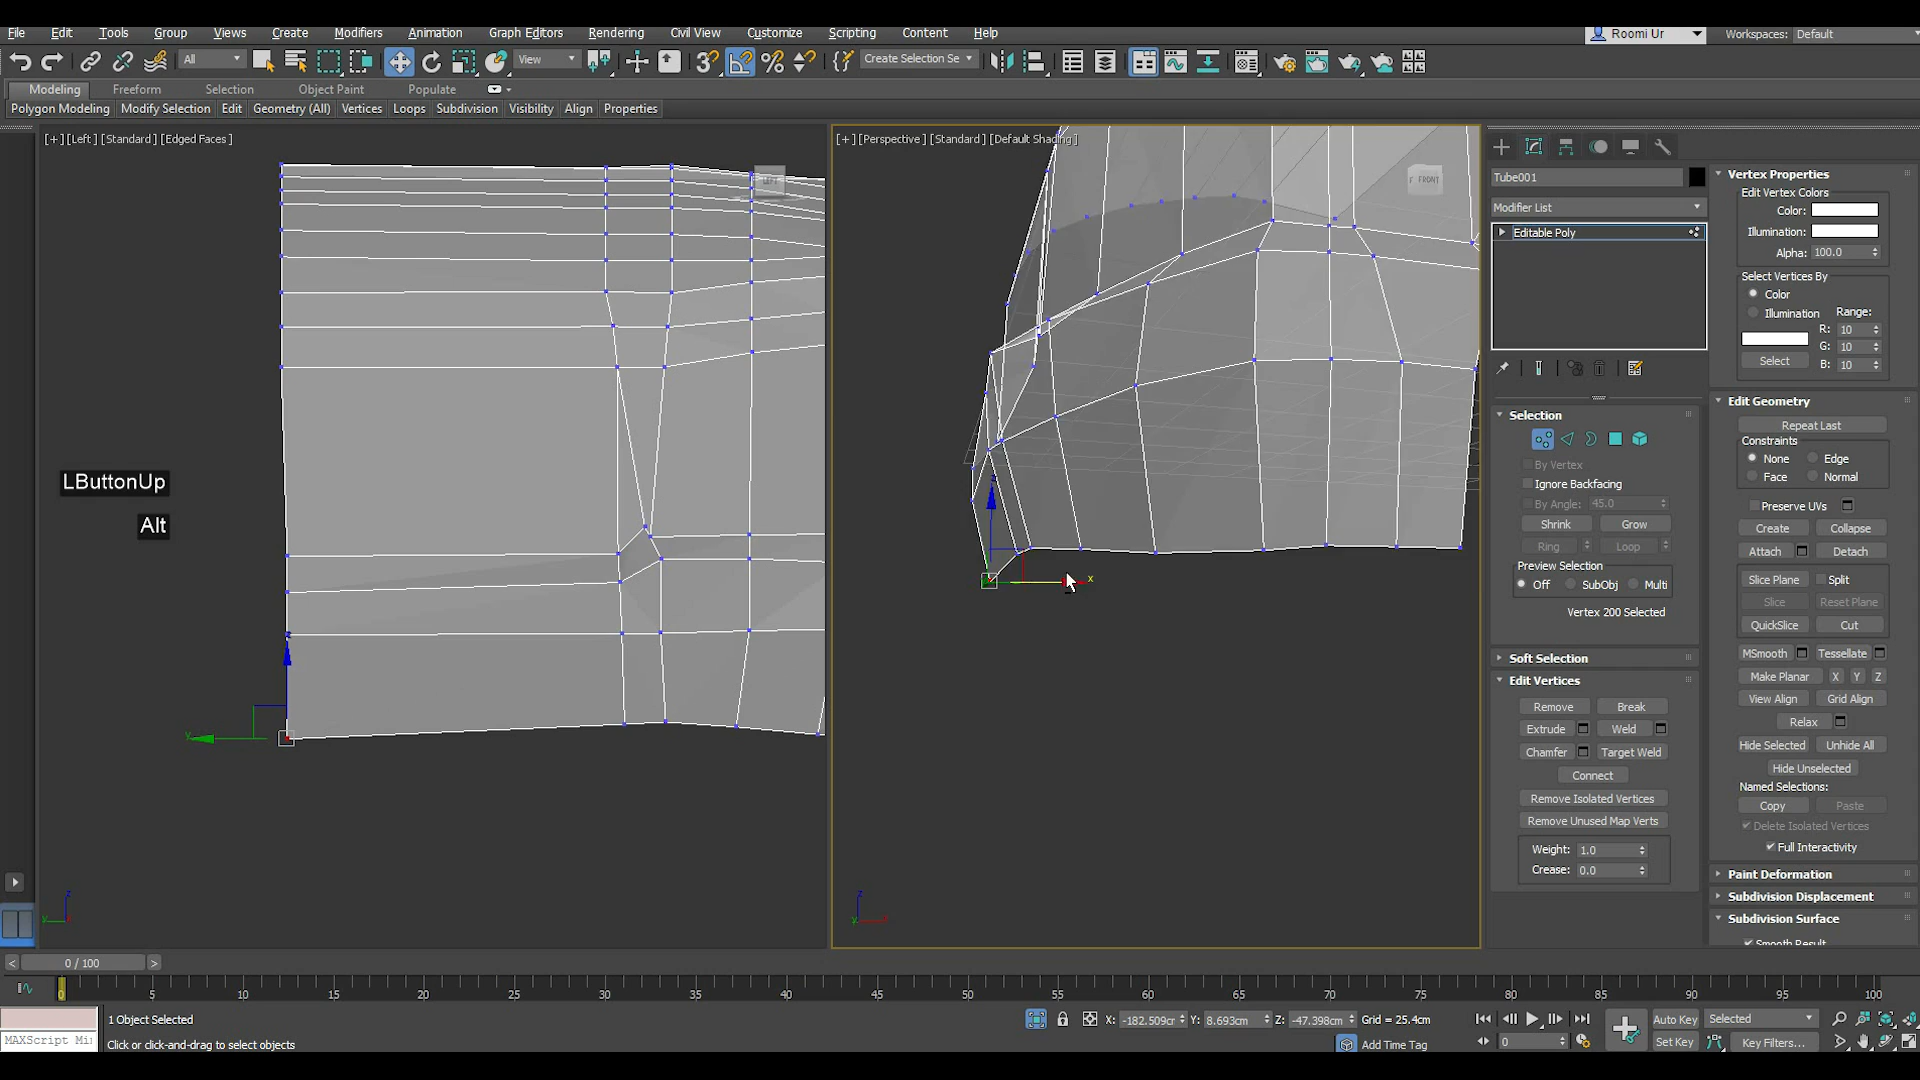 File Edit Tools Group Views Create Modifiers Animation Graph Editors Rendering Civil View Customize Scripting Content Help Roomi Ur Workspaces: Default
All View Create Selection Se
Modeling Freeform Selection Object Paint Populate
Polygon Modeling Modify Selection Edit Geometry (All) Vertices Loops Subdivision Visibility Align Properties
[+] [Left] [Standard] [Edged Faces]
[+] [Perspective] [Standard] [Default Shading]
LEFT
FRONT
LButtonUp
Alt
x
Tube001
Modifier List
Editable Poly
Selection
By Vertex
Ignore Backfacing
By Angle: 45.0
Shrink Grow
Ring Loop
Preview Selection
Off SubObj Multi
Vertex 200 Selected
Soft Selection
Edit Vertices
Remove Break
Extrude Weld
Chamfer Target Weld
Connect
Remove Isolated Vertices
Remove Unused Map Verts
Weight: 1.0
Crease: 0.0
Vertex Properties
Edit Vertex Colors
Color:
Illumination:
Alpha: 100.0
Select Vertices By
Color
Illumination Range:
R: 10
G: 10
Select B: 10
Edit Geometry
Repeat Last
Constraints
None Edge
Face Normal
Preserve UVs
Create Collapse
Attach Detach
Slice Plane Split
Slice Reset Plane
QuickSlice Cut
MSmooth Tessellate
Make Planar X Y Z
View Align Grid Align
Relax
Hide Selected Unhide All
Hide Unselected
Named Selections:
Copy Paste
Delete Isolated Vertices
Full Interactivity
Paint Deformation
Subdivision Displacement
Subdivision Surface
Smooth Result
< 0 / 100 >
0 5 10 15 20 25 30 35 40 45 50 55 60 65 70 75 80 85 90 95 100
1 Object Selected
X: -182.509cm Y: 8.693cm Z: -47.398cm Grid = 25.4cm
Auto Key Selected
MAXScript Mi
Click or click-and-drag to select objects
Add Time Tag
0
Set Key Key Filters...